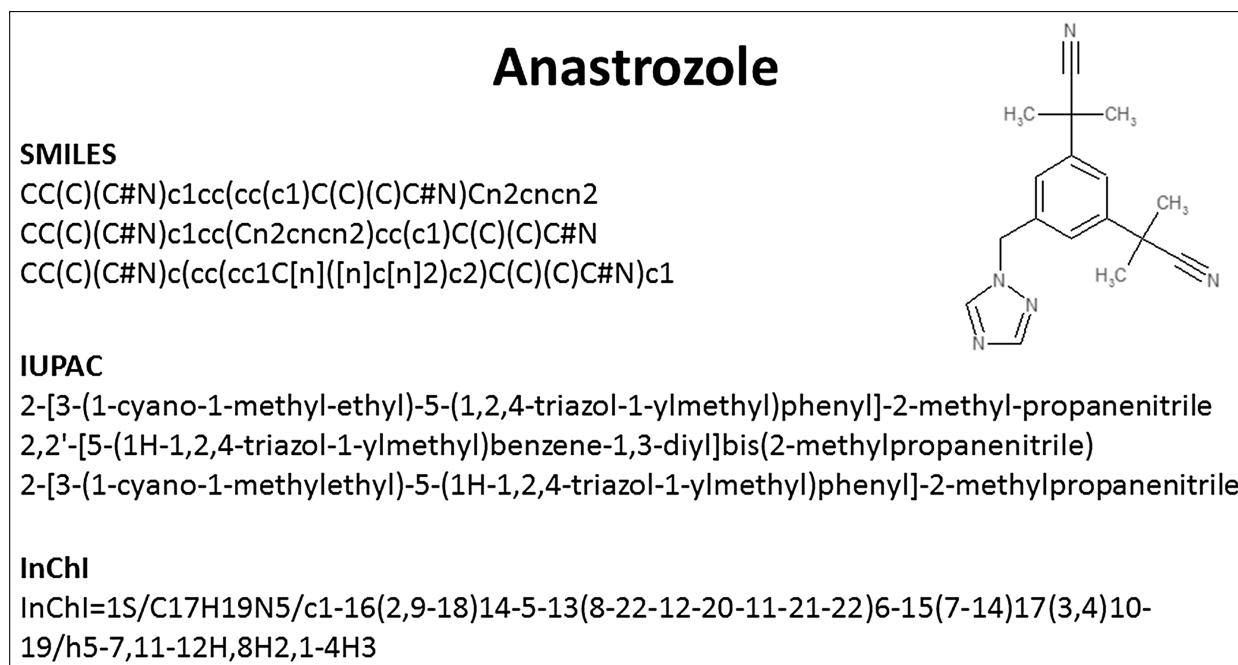 Anastrozole
SMILES
CC(C)(C#N)c1cc(cc(c1)C(C)(C)C#N)Cn2cncn2
CC(C)(C#N)c1cc(Cn2cncn2)cc(c1)C(C)(C)C#N
CC(C)(C#N)c(cc(cc1C[n]([n]c[n]2)c2)C(C)(C)C#N)c1
IUPAC
2-[3-(1-cyano-1-methyl-ethyl)-5-(1,2,4-triazol-1-ylmethyl)phenyl]-2-methyl-propanenitrile
2,2'-[5-(1H-1,2,4-triazol-1-ylmethyl)benzene-1,3-diyl]bis(2-methylpropanenitrile)
2-[3-(1-cyano-1-methylethyl)-5-(1H-1,2,4-triazol-1-ylmethyl)phenyl]-2-methylpropanenitrile
InChI
InChI=1S/C17H19N5/c1-16(2,9-18)14-5-13(8-22-12-20-11-21-22)6-15(7-14)17(3,4)10-
19/h5-7,11-12H,8H2,1-4H3
N
H3C CH3
CH3
H3C N
N
N
N